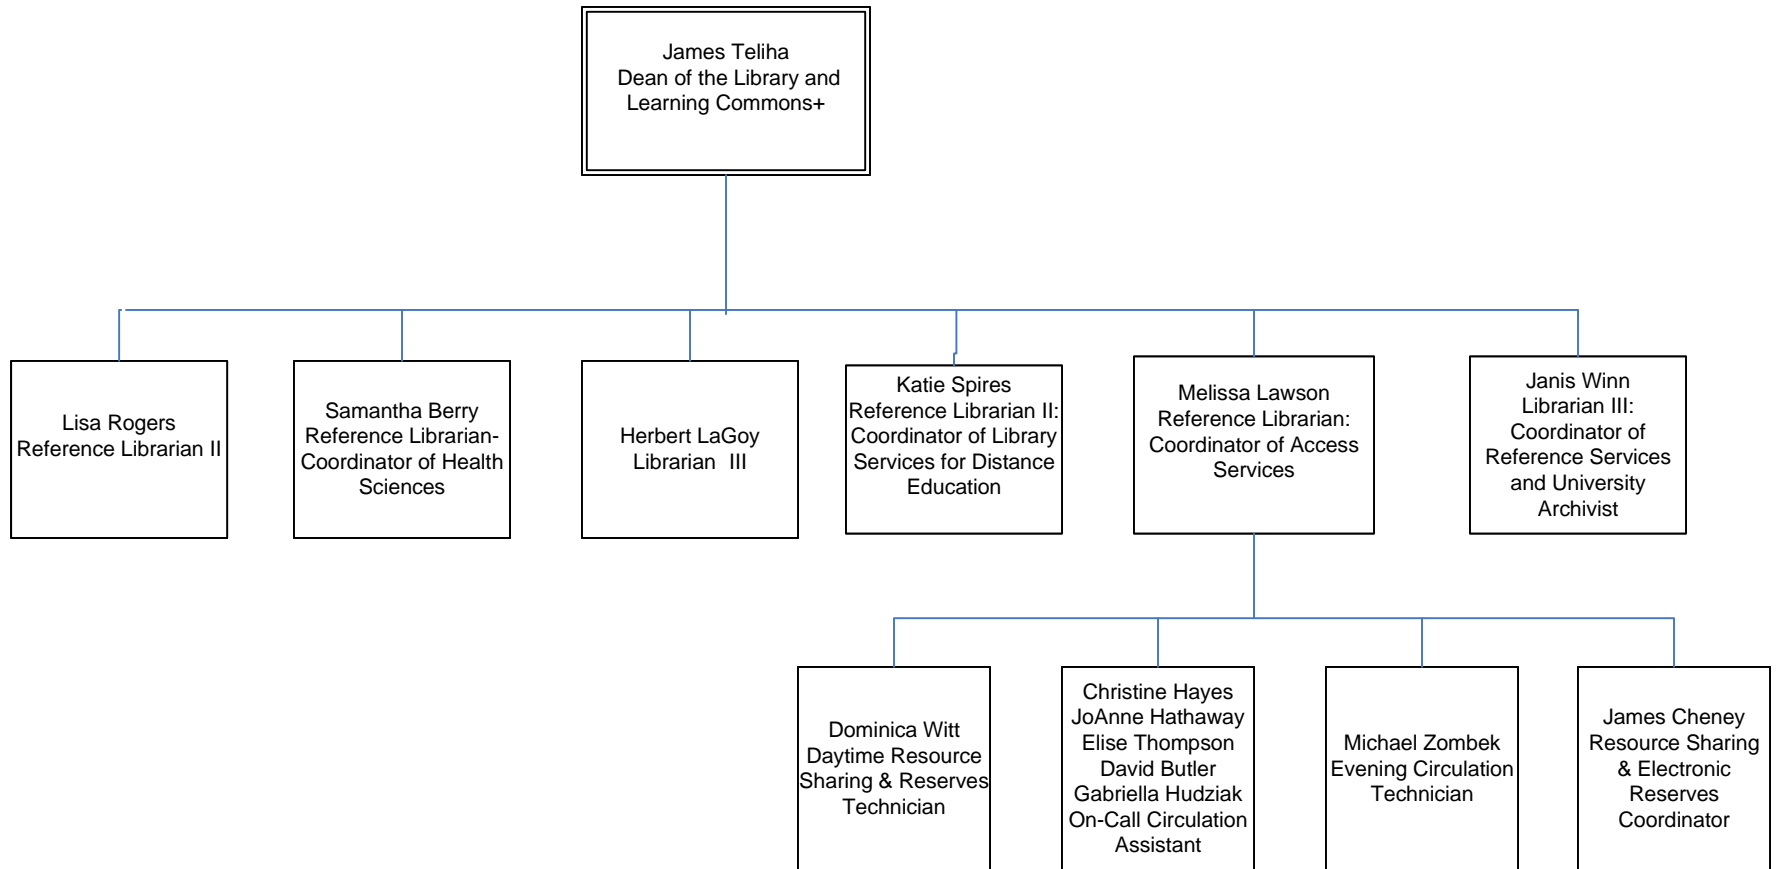 James Teliha
Dean of the Library and
Learning Commons+
Lisa Rogers
Reference Librarian II
Samantha Berry
Reference Librarian-
Coordinator of Health
Sciences
Herbert LaGoy
Librarian III
Katie Spires
Reference Librarian II:
Coordinator of Library
Services for Distance
Education
Melissa Lawson
Reference Librarian:
Coordinator of Access
Services
Janis Winn
Librarian III:
Coordinator of
Reference Services
and University
Archivist
Dominica Witt
Daytime Resource
Sharing & Reserves
Technician
Christine Hayes
JoAnne Hathaway
Elise Thompson
David Butler
Gabriella Hudziak
On-Call Circulation
Assistant
Michael Zombek
Evening Circulation
Technician
James Cheney
Resource Sharing
& Electronic
Reserves
Coordinator